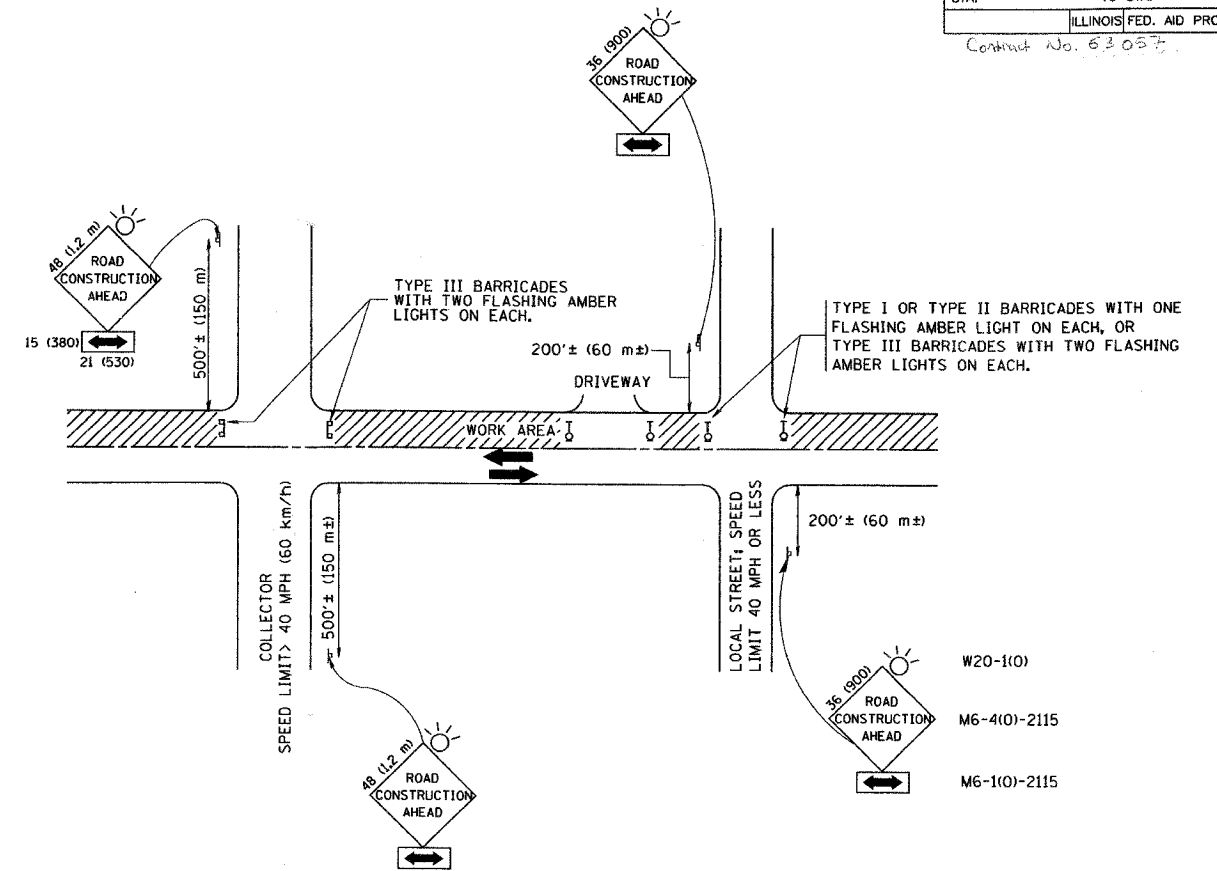 ILLINOIS FED. AID PRO
Contract No. 63057
36 (900)
ROAD
CONSTRUCTION
AHEAD
48 (1.2 m)
ROAD
CONSTRUCTION
AHEAD
15 (380)
21 (530)
500'± (150 m)
TYPE III BARRICADES
WITH TWO FLASHING AMBER
LIGHTS ON EACH.
200'± (60 m±)
DRIVEWAY
TYPE I OR TYPE II BARRICADES WITH ONE
FLASHING AMBER LIGHT ON EACH, OR
TYPE III BARRICADES WITH TWO FLASHING
AMBER LIGHTS ON EACH.
WORK AREA
COLLECTOR
SPEED LIMIT> 40 MPH (60 km/h)
500'± (150 m±)
LOCAL STREET; SPEED
LIMIT 40 MPH OR LESS
200'± (60 m±)
36 (900)
ROAD
CONSTRUCTION
AHEAD
W20-1(O)
M6-4(O)-2115
M6-1(O)-2115
48 (1.2 m)
ROAD
CONSTRUCTION
AHEAD